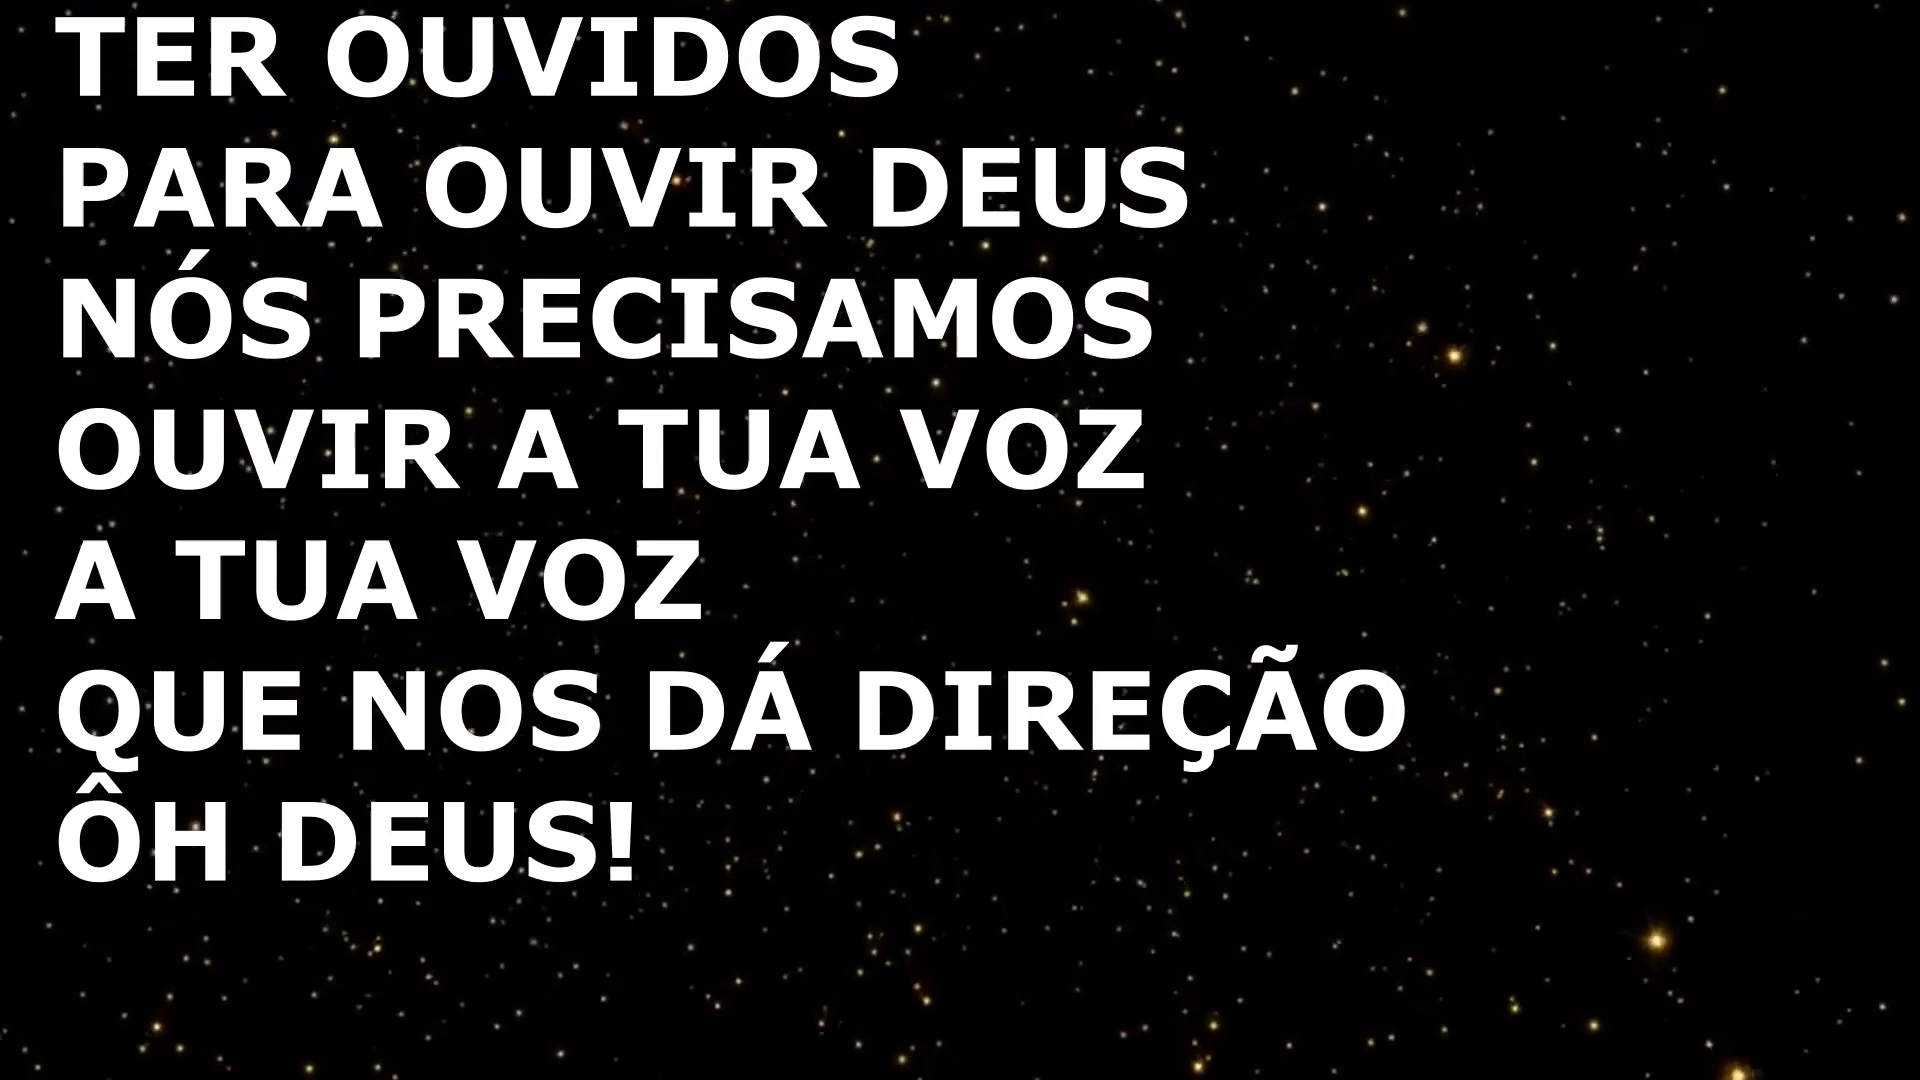 TER OUVIDOS
PARA OUVIR DEUS
NÓS PRECISAMOS
OUVIR A TUA VOZ
A TUA VOZ
QUE NOS DÁ DIREÇÃO
ÔH DEUS!